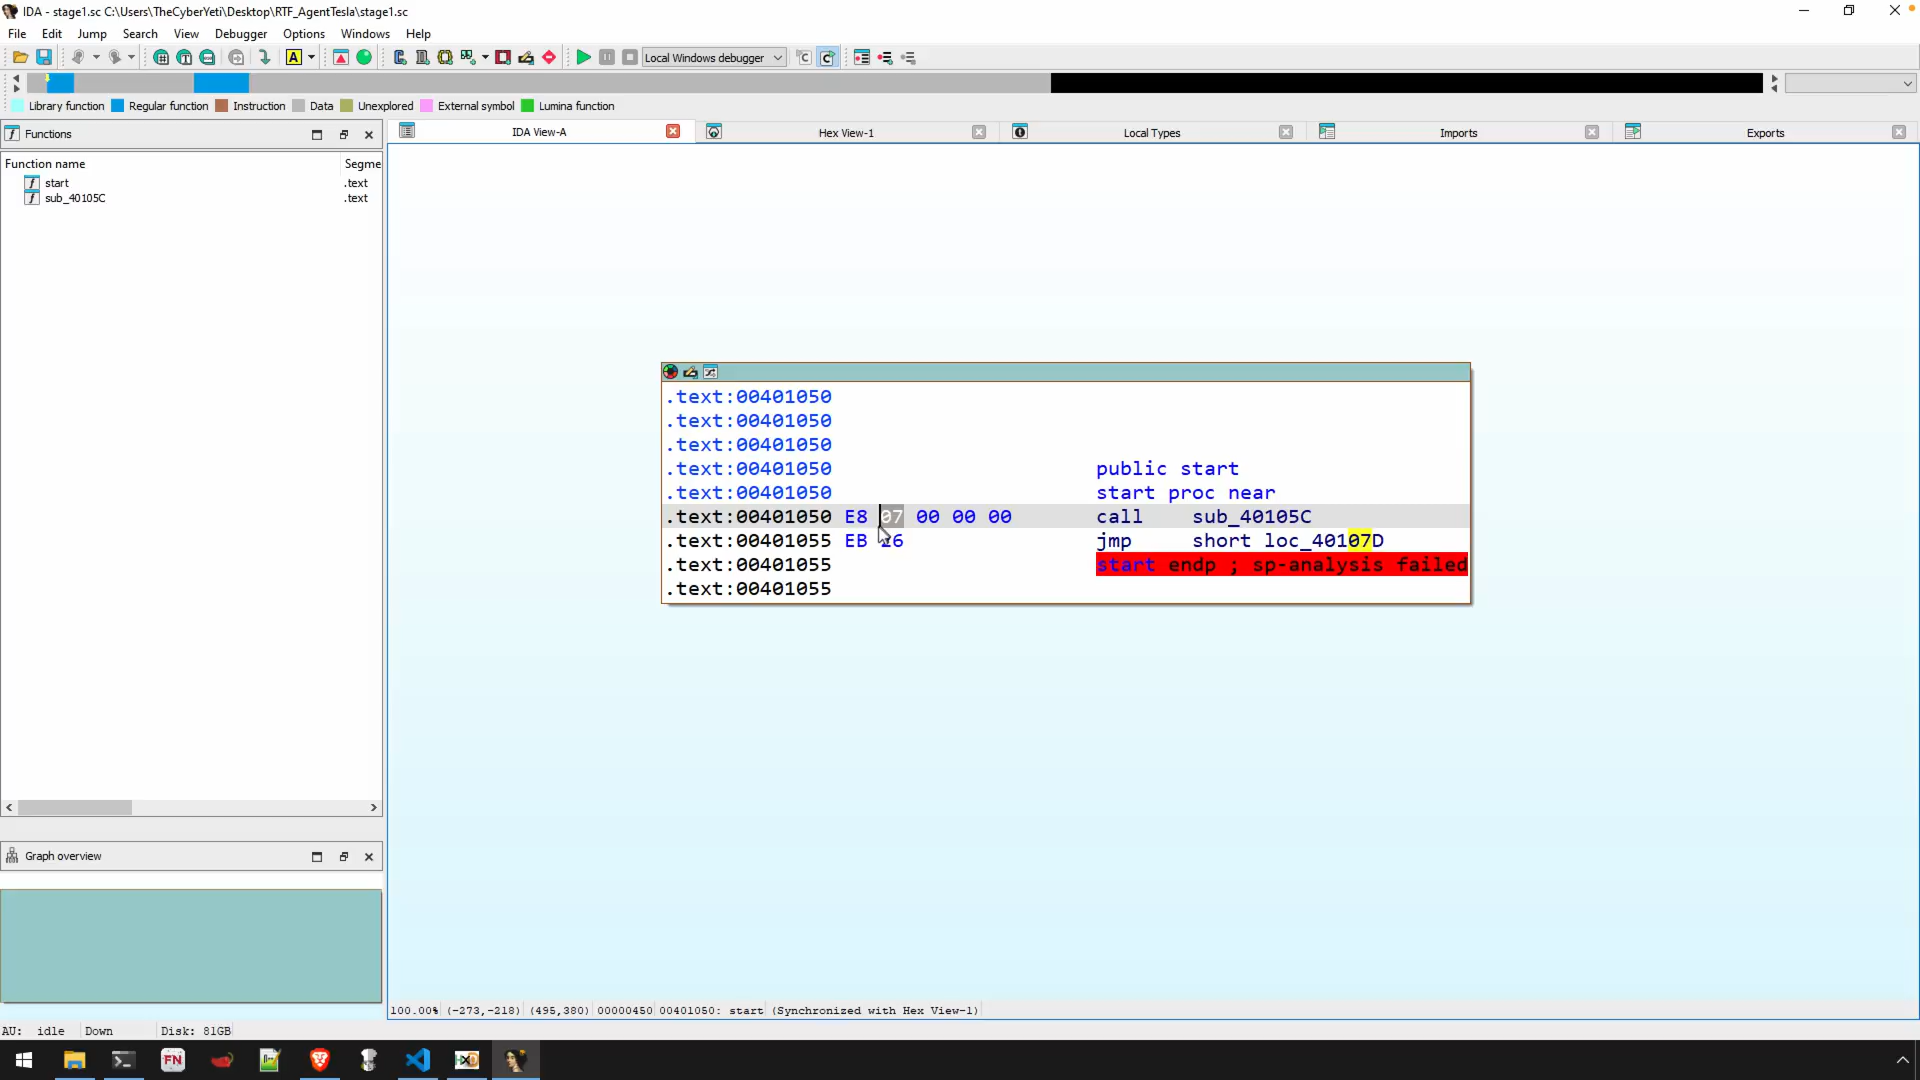 IDA - stage1.sc C:\Users\TheCyberYeti\Desktop\RTF_AgentTesla\stage1.sc
File Edit Jump Search View Debugger Options Windows Help
A Local Windows debugger
Library function Regular function Instruction Data Unexplored External symbol Lumina function
Functions
IDA View-A Hex View-1 Local Types Imports Exports
Function name Segme
start .text
sub_40105C .text
.text:00401050
.text:00401050
.text:00401050
.text:00401050 public start
.text:00401050 start proc near
.text:00401050 E8 07 00 00 00 call sub_40105C
.text:00401055 EB 26 jmp short loc_40107D
.text:00401055 start endp ; sp-analysis failed
.text:00401055
Graph overview
100.00% (-273,-218) (495,380) 00000450 00401050: start (Synchronized with Hex View-1)
AU: idle Down Disk: 81GB
FN